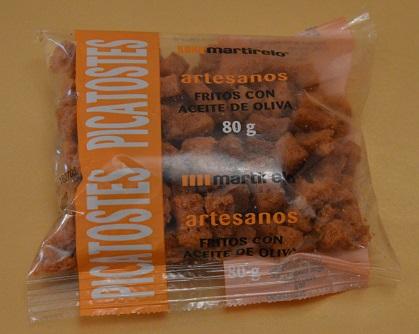 PICATOSTES PICATOSTES
martirelo
artesanos
FRITOS CON
ACEITE DE OLIVA
80 g
martirelo
artesanos
FRITOS CON
ACEITE DE OLIVA
80 g